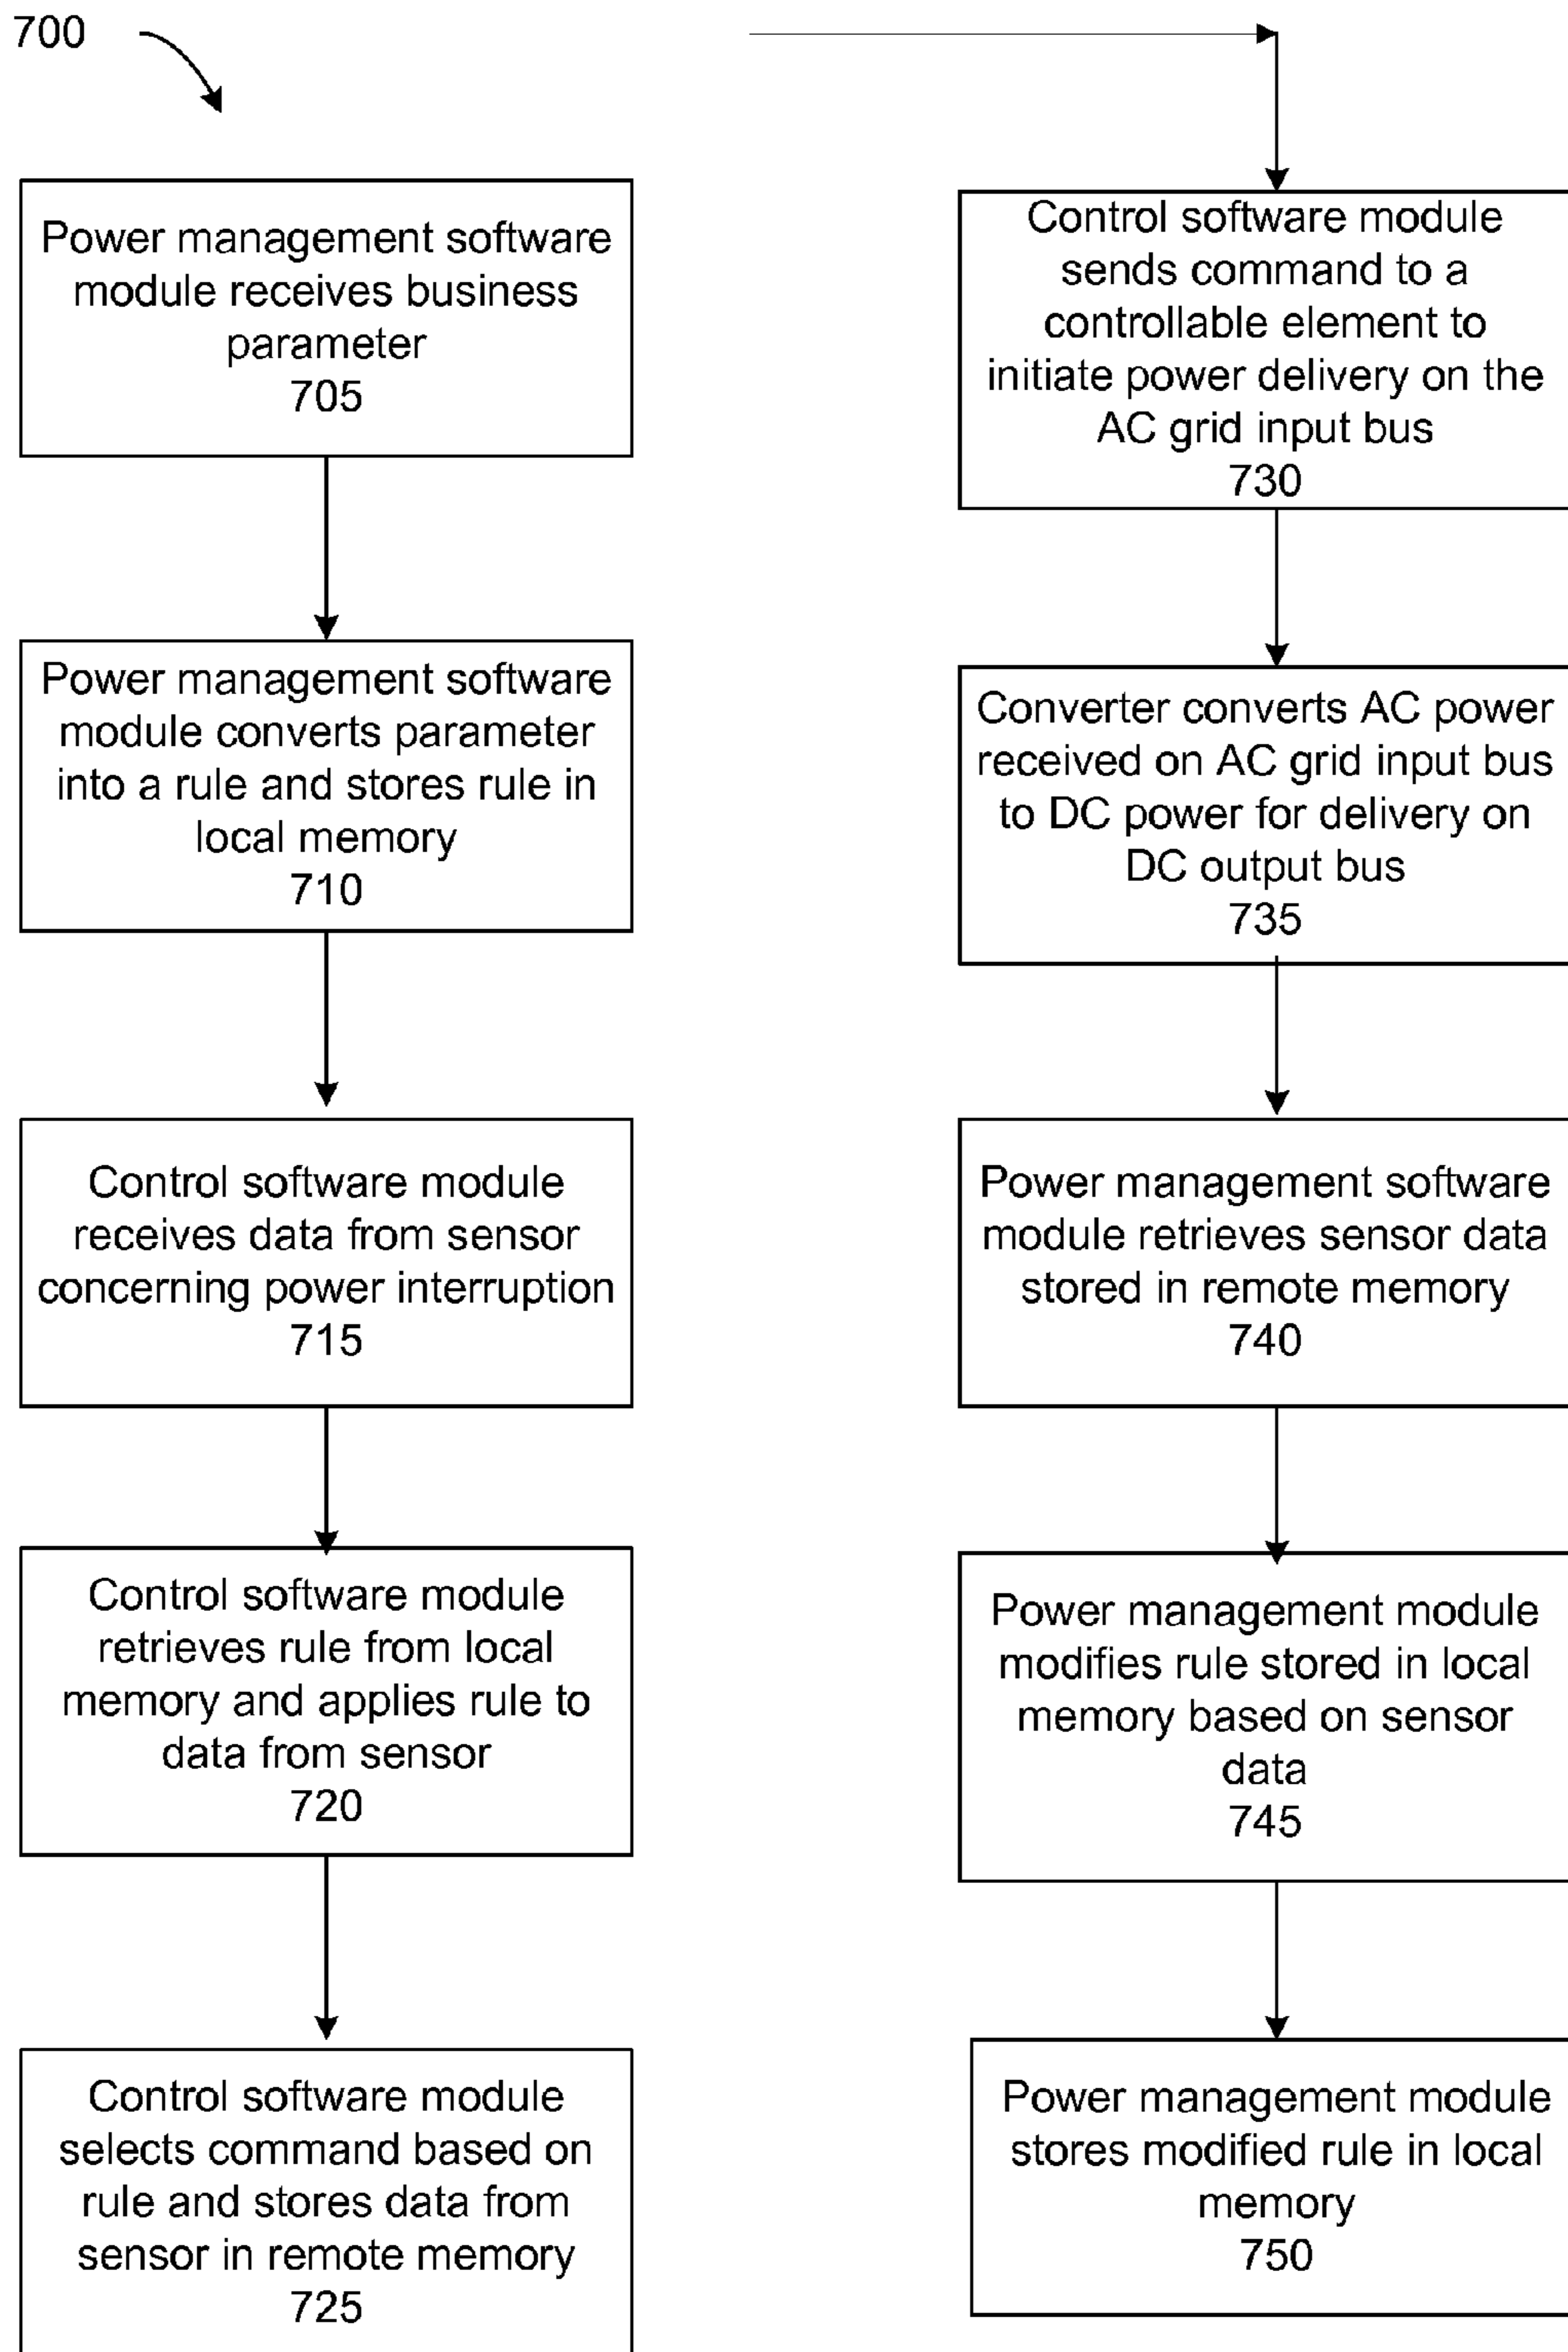 700
Power management software
module receives business
parameter
705
Power management software
module converts parameter
into a rule and stores rule in
local memory
710
Control software module
receives data from sensor
concerning power interruption
715
Control software module
retrieves rule from local
memory and applies rule to
data from sensor
720
Control software module
selects command based on
rule and stores data from
sensor in remote memory
725
Control software module
sends command to a
controllable element to
initiate power delivery on the
AC grid input bus
730
Converter converts AC power
received on AC grid input bus
to DC power for delivery on
DC output bus
735
Power management software
module retrieves sensor data
stored in remote memory
740
Power management module
modifies rule stored in local
memory based on sensor
data
745
Power management module
stores modified rule in local
memory
750